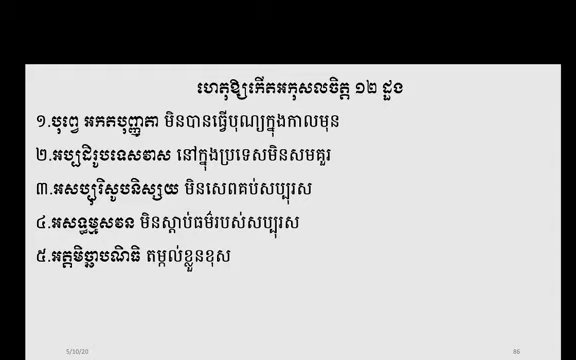 ហេតុឱ្យកើតអកុសលចិត្ត ១២ ដួង
១.បុព្វេ អកតបុញ្ញតា មិនបានធ្វើបុណ្យក្នុងកាលមុន
២.អប្បដិរូបទេសវាស នៅក្នុងប្រទេសមិនសមគួរ
៣.អសប្បុរិសូបនិស្សយ មិនសេពគប់សប្បុរស
៤.អសទ្ធម្មសវន មិនស្តាប់ធម៌របស់សប្បុរស
៥.អត្តមិច្ឆាបណិធិ តម្កល់ខ្លួនខុស
5/10/20
86